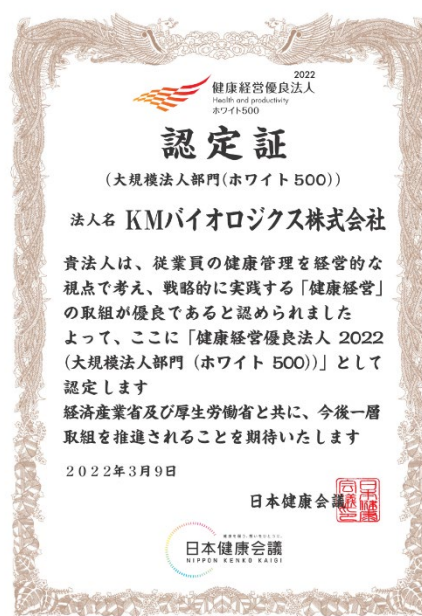 2022
健康経営優良法人
Health and productivity
ホワイト500
認定証
(大規模法人部門(ホワイト500))
法人名 KMバイオロジクス株式会社
貴法人は、従業員の健康管理を経営的な
視点で考え、戦略的に実践する「健康経営」
の取組が優良であると認められました
よって、ここに「健康経営優良法人 2022
(大規模法人部門 (ホワイト 500))」として
認定します
経済産業省及び厚生労働省と共に、今後一層
取組を推進されることを期待いたします
2022年3月9日
日本健康会議
日本健康会議
NIPPON KENKO KAIGI